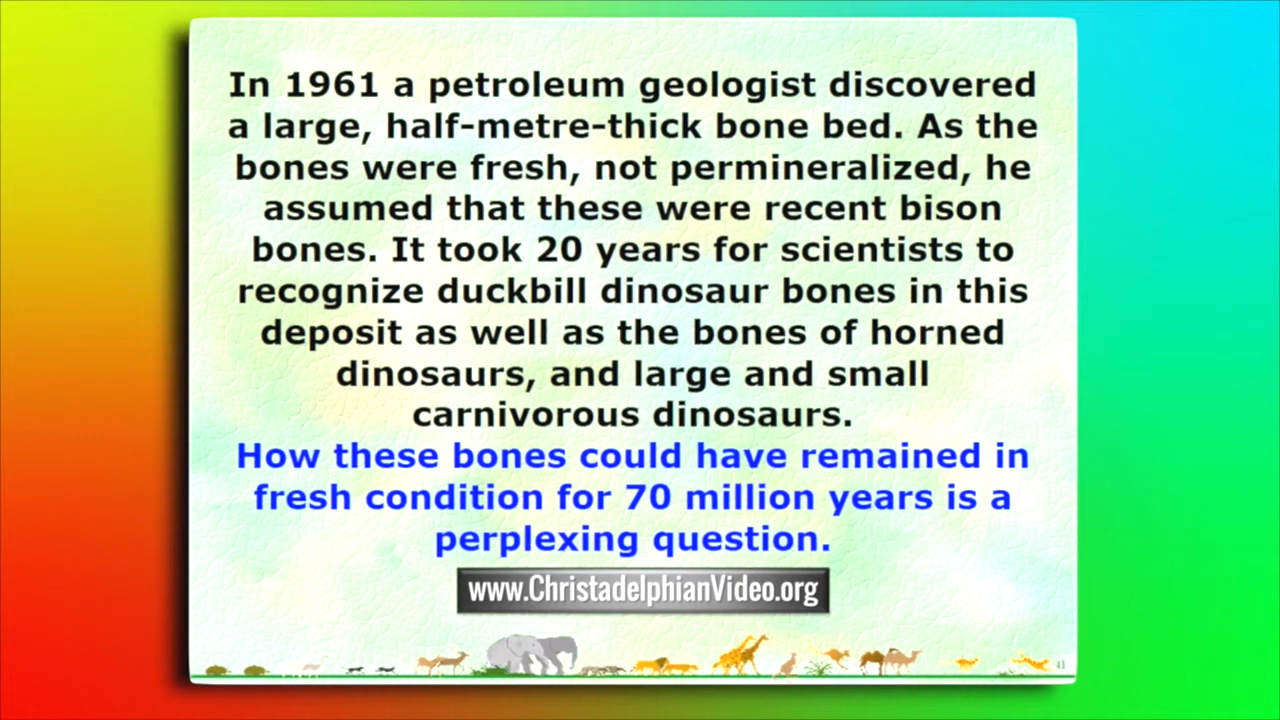 In 1961 a petroleum geologist discovered
a large, half-metre-thick bone bed. As the
bones were fresh, not permineralized, he
assumed that these were recent bison
bones. It took 20 years for scientists to
recognize duckbill dinosaur bones in this
deposit as well as the bones of horned
dinosaurs, and large and small
carnivorous dinosaurs.
How these bones could have remained in
fresh condition for 70 million years is a
perplexing question.
www.ChristadelphianVideo.org
41